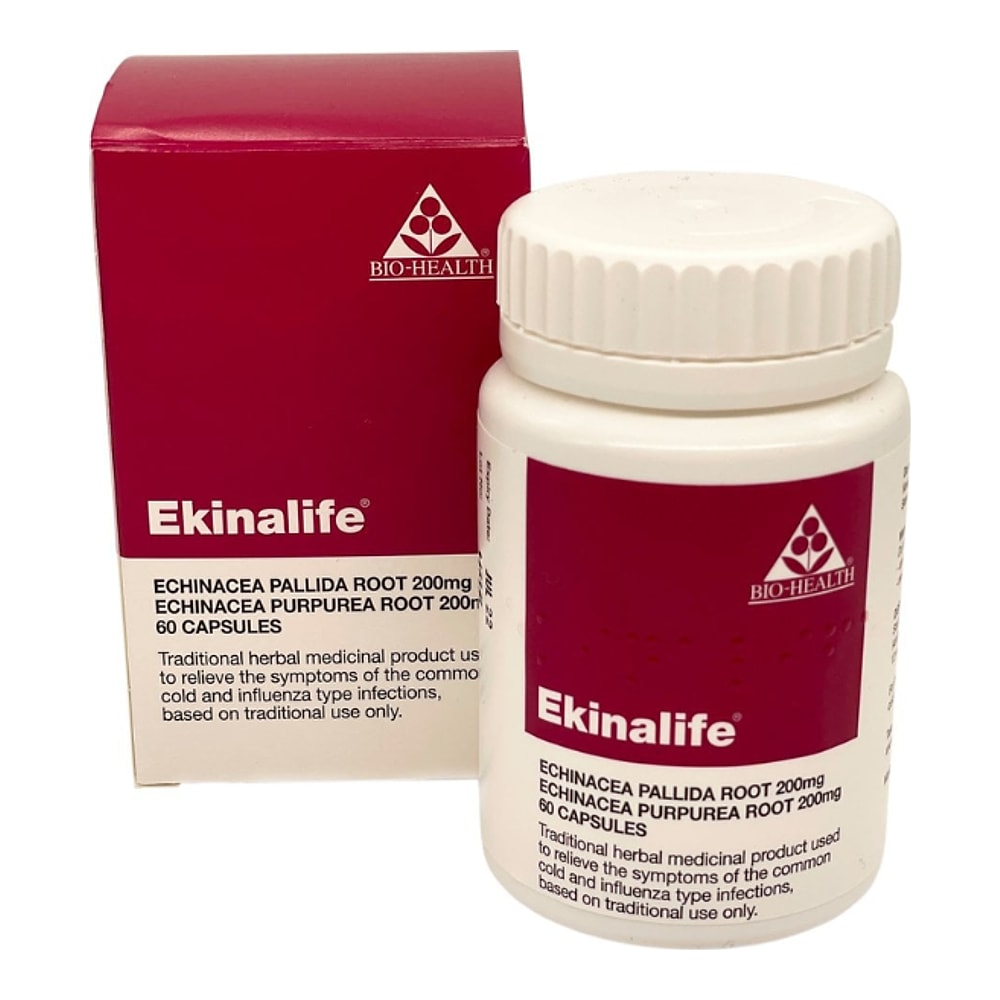 BIO-HEALTH®
Ekinalife®
ECHINACEA PALLIDA ROOT 200mg
ECHINACEA PURPUREA ROOT
60 CAPSULES
Traditional herbal medicinal product
to relieve the symptoms of the
cold and influenza type infections,
based on traditional use only.
Expiry Date:
BIO-HEALTH®
Ekinalife®
ECHINACEA PALLIDA ROOT 200mg
ECHINACEA PURPUREA ROOT 200mg
60 CAPSULES
Traditional herbal medicinal product used
to relieve the symptoms of the common
cold and influenza type infections,
based on traditional use only.